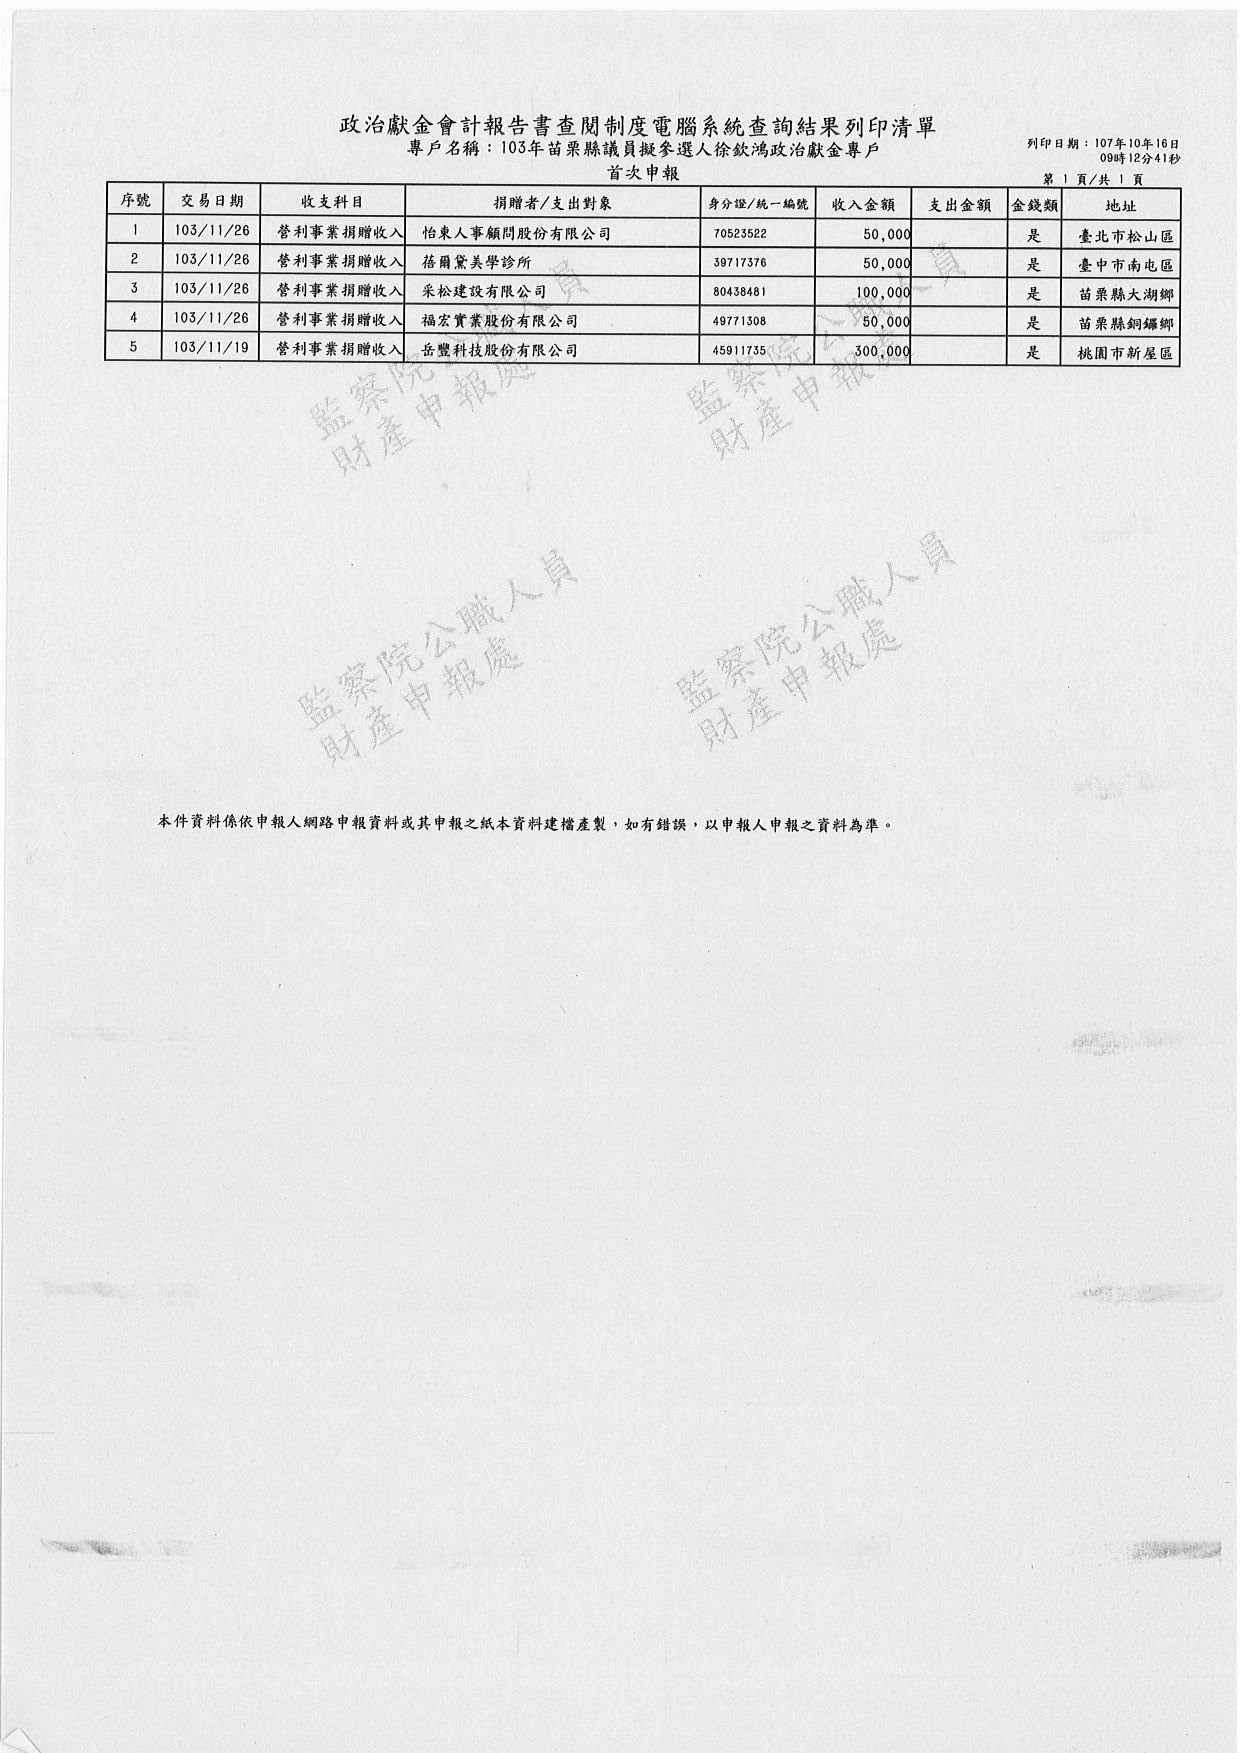 政治獻金會計報告書查閱制度電腦系統查詢結果列印清單
專戶名稱：103年苗栗縣議員擬參選人徐欽鴻政治獻金專戶
首次申報
列印日期：107年10月16日
09時12分41秒
第 1 頁/共 1 頁
序號 交易日期 收支科目 捐贈者/支出對象 身分證/統一編號 收入金額 支出金額 金錢類 地址
1 103/11/26 營利事業捐贈收入 怡東人事顧問股份有限公司 70523522 50,000 是 臺北市松山區
2 103/11/26 營利事業捐贈收入 蓓爾黛美學診所 39717376 50,000 是 臺中市南屯區
3 103/11/26 營利事業捐贈收入 采松建設有限公司 80438481 100,000 是 苗栗縣大湖鄉
4 103/11/26 營利事業捐贈收入 福宏實業股份有限公司 49771308 50,000 是 苗栗縣銅鑼鄉
5 103/11/19 營利事業捐贈收入 岳豐科技股份有限公司 45911735 300,000 是 桃園市新屋區
監察院公職人員
財產申報處
監察院公職人員
財產申報處
監察院公職人員
財產申報處
監察院公職人員
財產申報處
本件資料係依申報人網路申報資料或其申報之紙本資料建檔產製，如有錯誤，以申報人申報之資料為準。